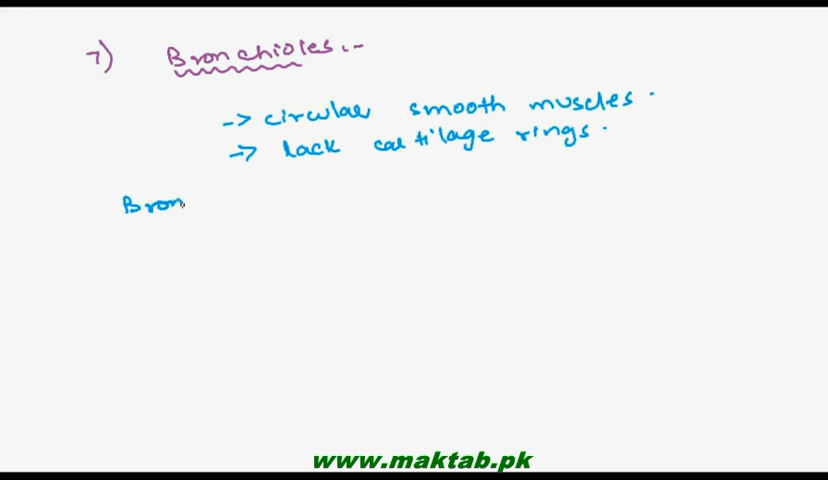 7) Bronchioles :-
-> circular smooth muscles.
-> lack cartilage rings.
Bron
www.maktab.pk